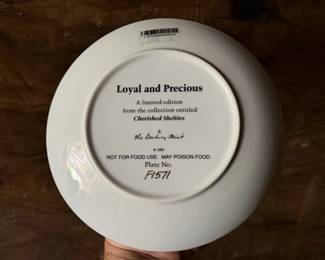 Loyal and Precious
A limited edition
from the collection entitled
Cherished Shelties
The Danbury Mint
NOT FOR FOOD USE. MAY POISON FOOD.
Plate No.
F1571